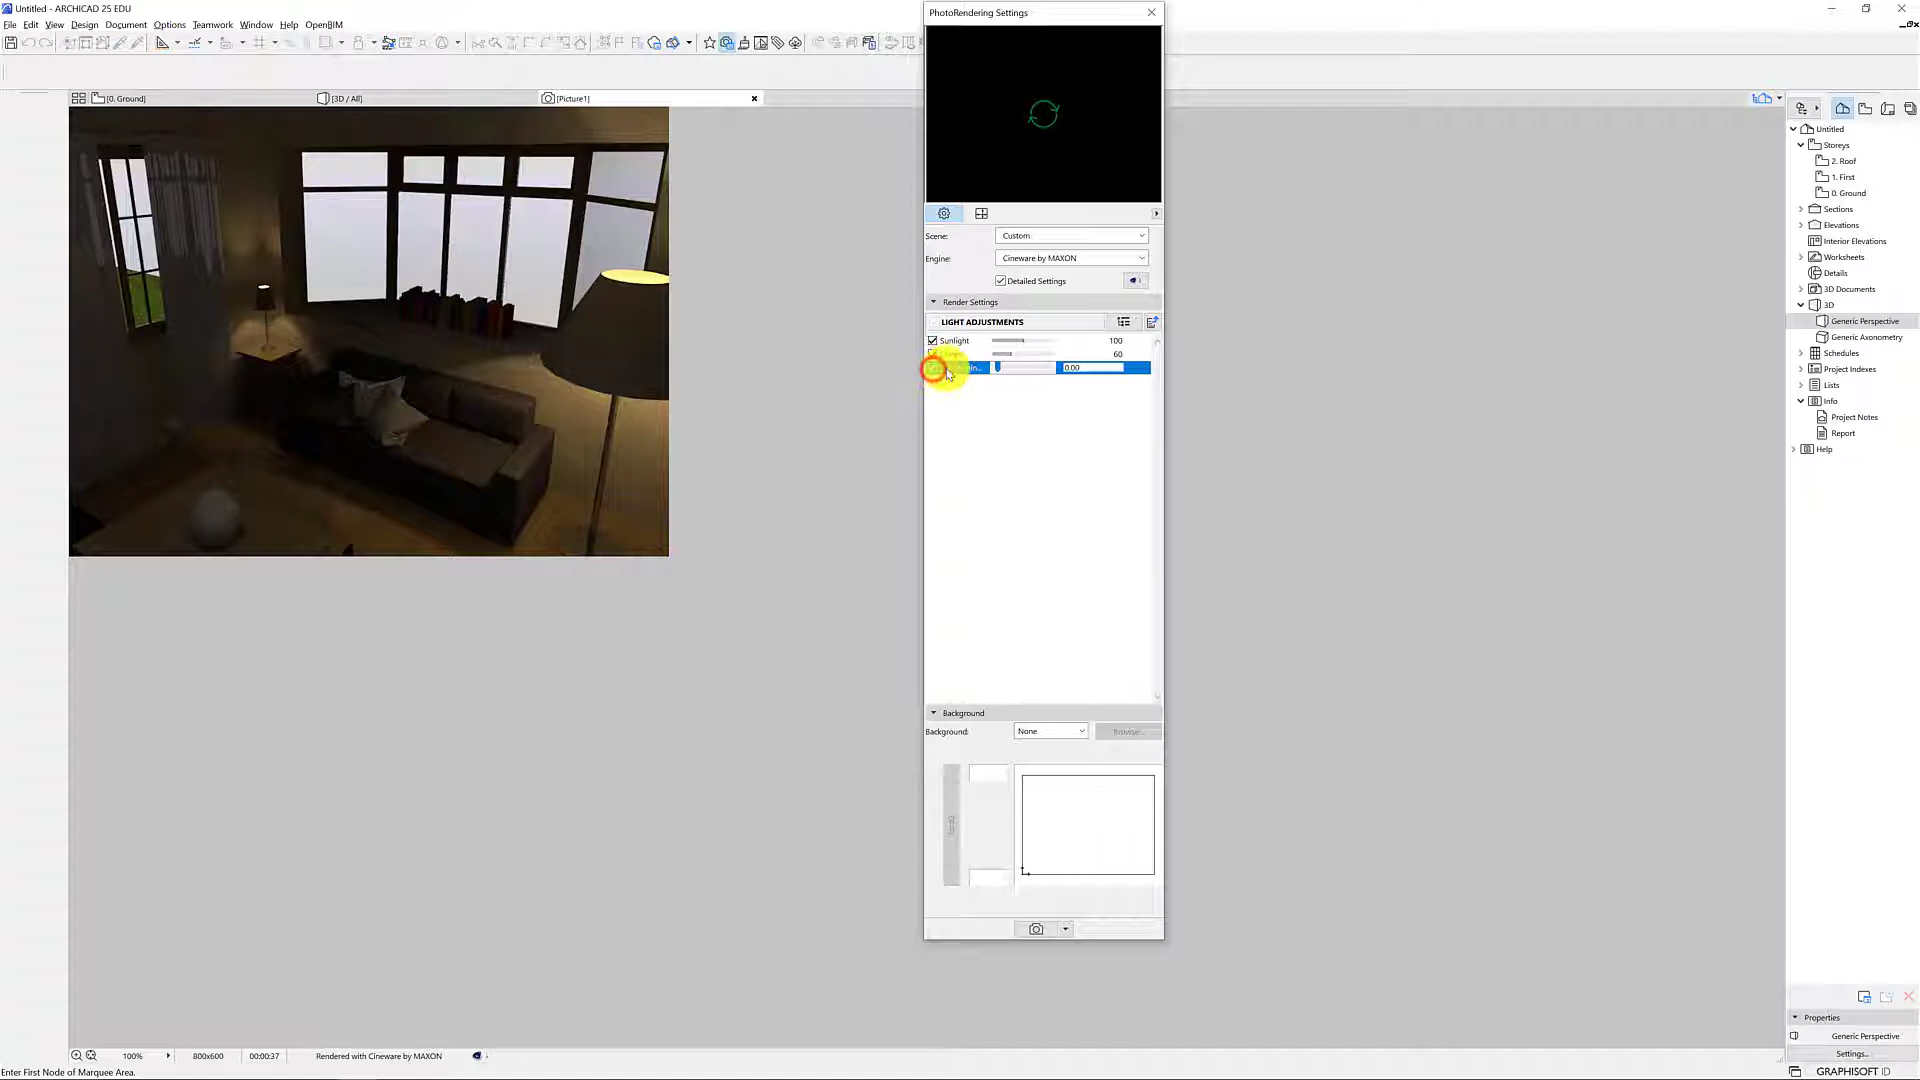 Untitled - ARCHICAD 25 EDU
File Edit View Design Document Options Teamwork Window Help OpenBIM
[0. Ground]
[3D / All]
[Picture1]
PhotoRendering Settings
Scene:
Custom
Engine:
Cineware by MAXON
Detailed Settings
Render Settings
LIGHT ADJUSTMENTS
Sunlight
100
60
0.00
Background
Background:
None
Browse...
Untitled
Storeys
2. Roof
1. First
0. Ground
Sections
Elevations
Interior Elevations
Worksheets
Details
3D Documents
3D
Generic Perspective
Generic Axonometry
Schedules
Project Indexes
Lists
Info
Project Notes
Report
Help
Properties
Generic Perspective
Settings...
100%
800x600
00:00:37
Rendered with Cineware by MAXON
Enter First Node of Marquee Area.
GRAPHISOFT ID